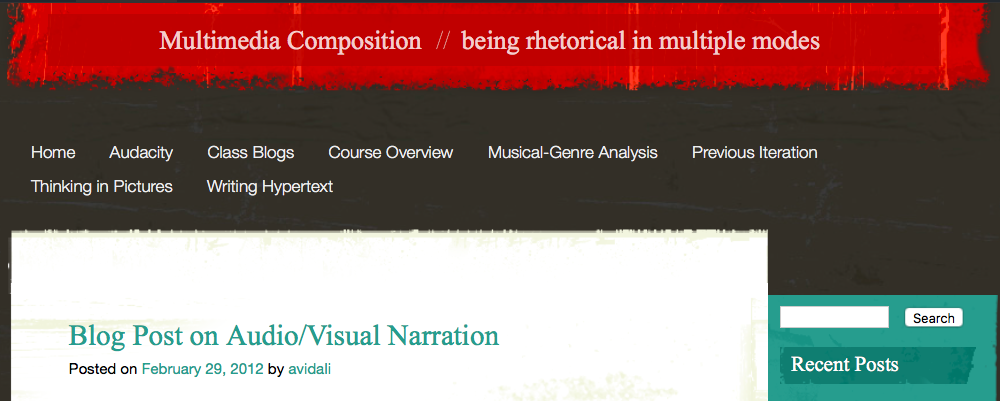 Multimedia Composition // being rhetorical in multiple modes
Home Audacity Class Blogs Course Overview Musical-Genre Analysis Previous Iteration
Thinking in Pictures Writing Hypertext
Blog Post on Audio/Visual Narration
Posted on February 29, 2012 by avidali
Search
Recent Posts